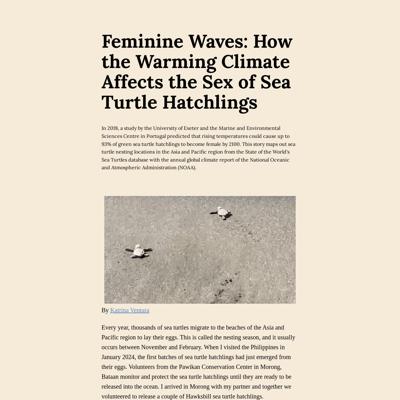 Feminine Waves: How
the Warming Climate
Affects the Sex of Sea
Turtle Hatchlings
In 2018, a study by the University of Exeter and the Marine and Environmental
Sciences Centre in Portugal predicted that rising temperatures could cause up to
93% of green sea turtle hatchlings to become female by 2100. This story maps out sea
turtle nesting locations in the Asia and Pacific region from the State of the World's
Sea Turtles database with the annual global climate report of the National Oceanic
and Atmospheric Administration (NOAA).
By Katrina Ventura
Every year, thousands of sea turtles migrate to the beaches of the Asia and
Pacific region to lay their eggs. This is called the nesting season, and it usually
occurs between November and February. When I visited the Philippines in
January 2024, the first batches of sea turtle hatchlings had just emerged from
their eggs. Volunteers from the Pawikan Conservation Center in Morong,
Bataan monitor and protect the sea turtle hatchlings until they are ready to be
released into the ocean. I arrived in Morong with my partner and together we
volunteered to release a couple of Hawksbill sea turtle hatchlings.